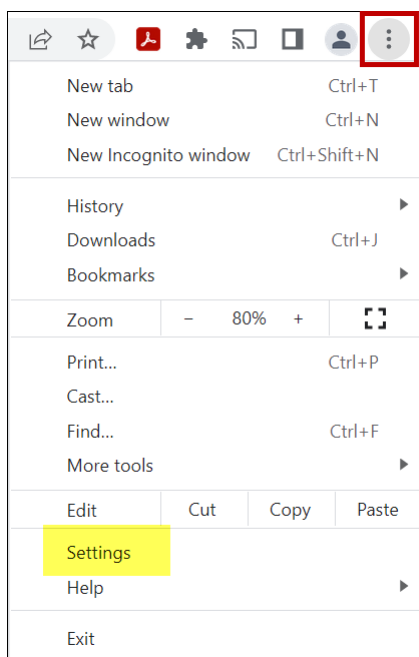 New tab Ctrl+T
New window Ctrl+N
New Incognito window Ctrl+Shift+N
History
Downloads Ctrl+J
Bookmarks
Zoom − 80% +
Print... Ctrl+P
Cast...
Find... Ctrl+F
More tools
Edit Cut Copy Paste
Settings
Help
Exit